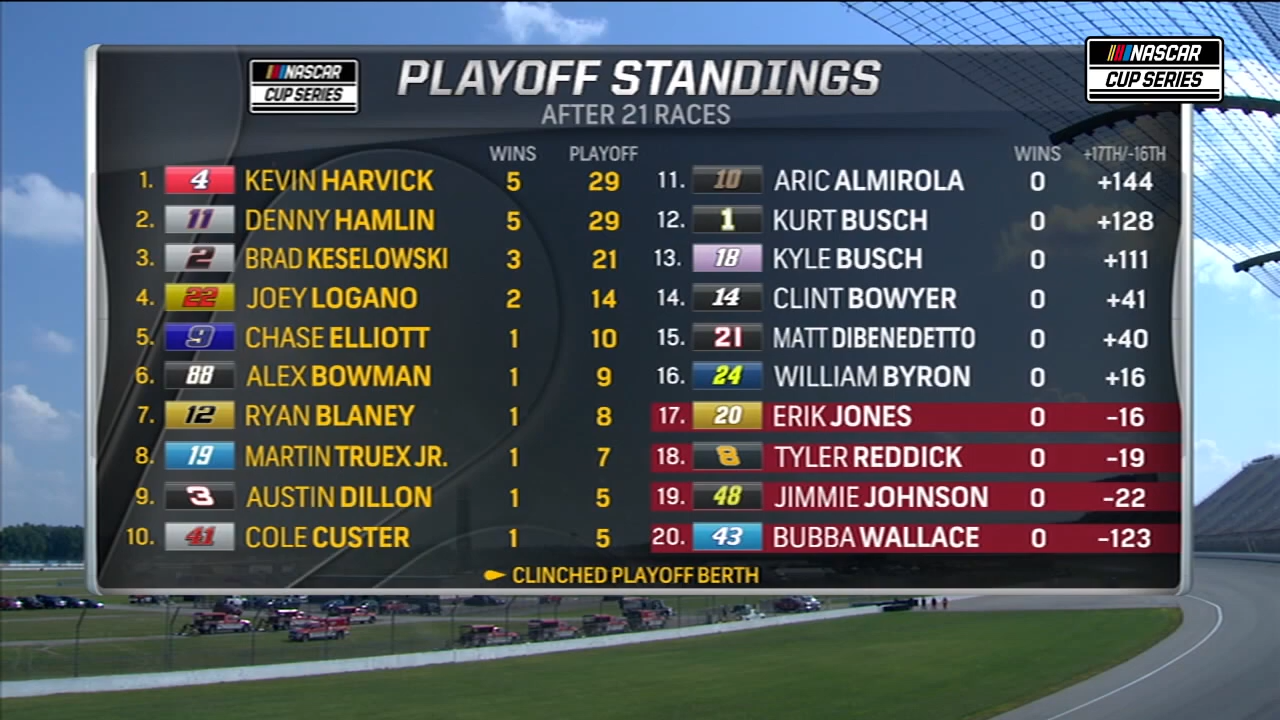 NASCAR
CUP SERIES
PLAYOFF STANDINGS
NASCAR
CUP SERIES
AFTER 21 RACES
WINS PLAYOFF
1. 4 KEVIN HARVICK 5 29
2. 11 DENNY HAMLIN 5 29
3. 2 BRAD KESELOWSKI 3 21
4. 22 JOEY LOGANO 2 14
5. 9 CHASE ELLIOTT 1 10
6. 88 ALEX BOWMAN 1 9
7. 12 RYAN BLANEY 1 8
8. 19 MARTIN TRUEX JR. 1 7
9. 3 AUSTIN DILLON 1 5
10. 41 COLE CUSTER 1 5
WINS +17TH/-16TH
11. 10 ARIC ALMIROLA 0 +144
12. 1 KURT BUSCH 0 +128
13. 18 KYLE BUSCH 0 +111
14. 14 CLINT BOWYER 0 +41
15. 21 MATT DIBENEDETTO 0 +40
16. 24 WILLIAM BYRON 0 +16
17. 20 ERIK JONES 0 -16
18. 8 TYLER REDDICK 0 -19
19. 48 JIMMIE JOHNSON 0 -22
20. 43 BUBBA WALLACE 0 -123
CLINCHED PLAYOFF BERTH